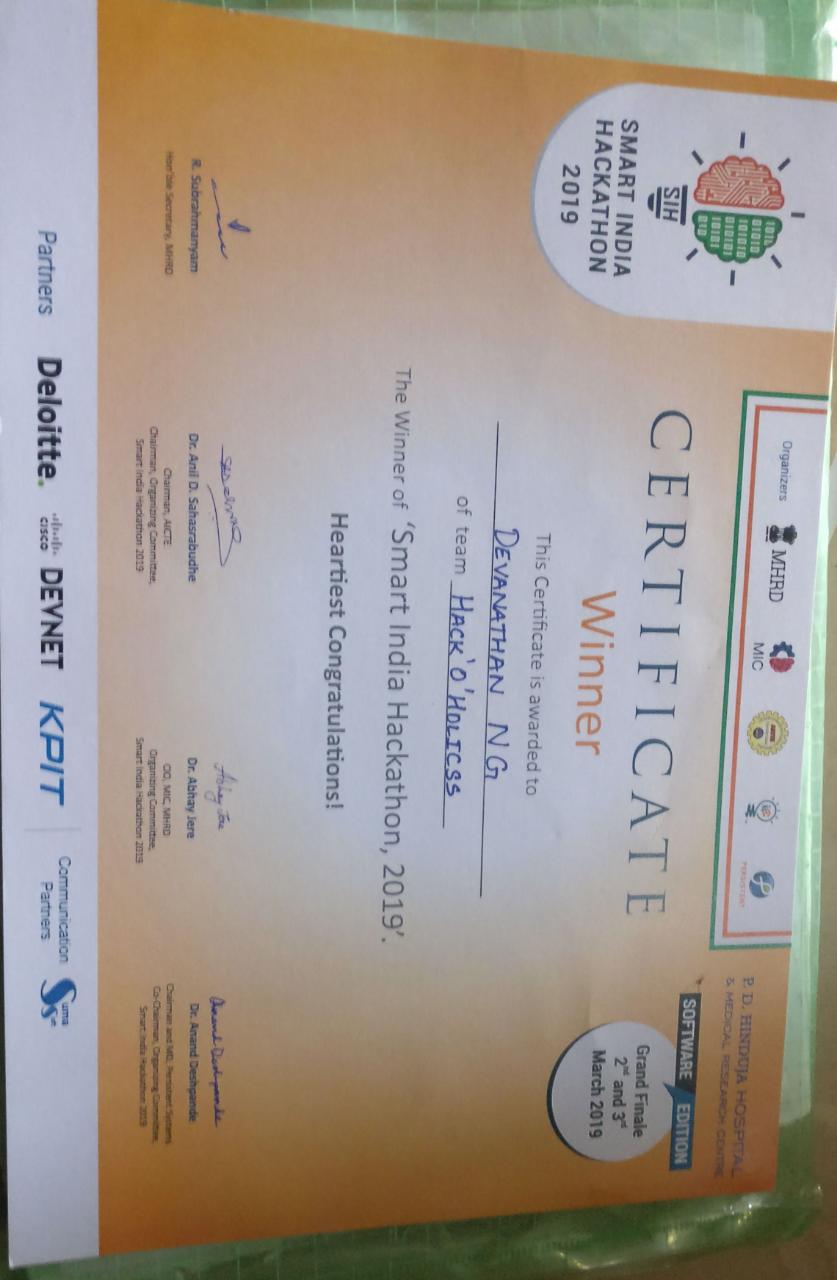 SIH
SMART INDIA
HACKATHON
2019
Organizers
MHRD
MIC
PERSISTENT
P. D. HINDUJA HOSPITAL
& MEDICAL RESEARCH CENTRE
SOFTWARE EDITION
Grand Finale
2nd and 3rd
March 2019
CERTIFICATE
Winner
This Certificate is awarded to
DEVANATHAN N G
of team HACK'O'HOLICSS
The Winner of 'Smart India Hackathon, 2019'.
Heartiest Congratulations!
R. Subrahmanyam
Hon'ble Secretary, MHRD
Dr. Anil D. Sahasrabudhe
Chairman, AICTE
Chairman, Organizing Committee,
Smart India Hackathon 2019
Abhay Jere
Dr. Abhay Jere
CIO, MIC, MHRD
Organizing Committee,
Smart India Hackathon 2019
Anand Deshpande
Dr. Anand Deshpande
Chairman and MD, Persistent Systems
Co-Chairman, Organizing Committee,
Smart India Hackathon 2019
Partners
Deloitte.
CISCO DEVNET
KPIT
Communication
Partners